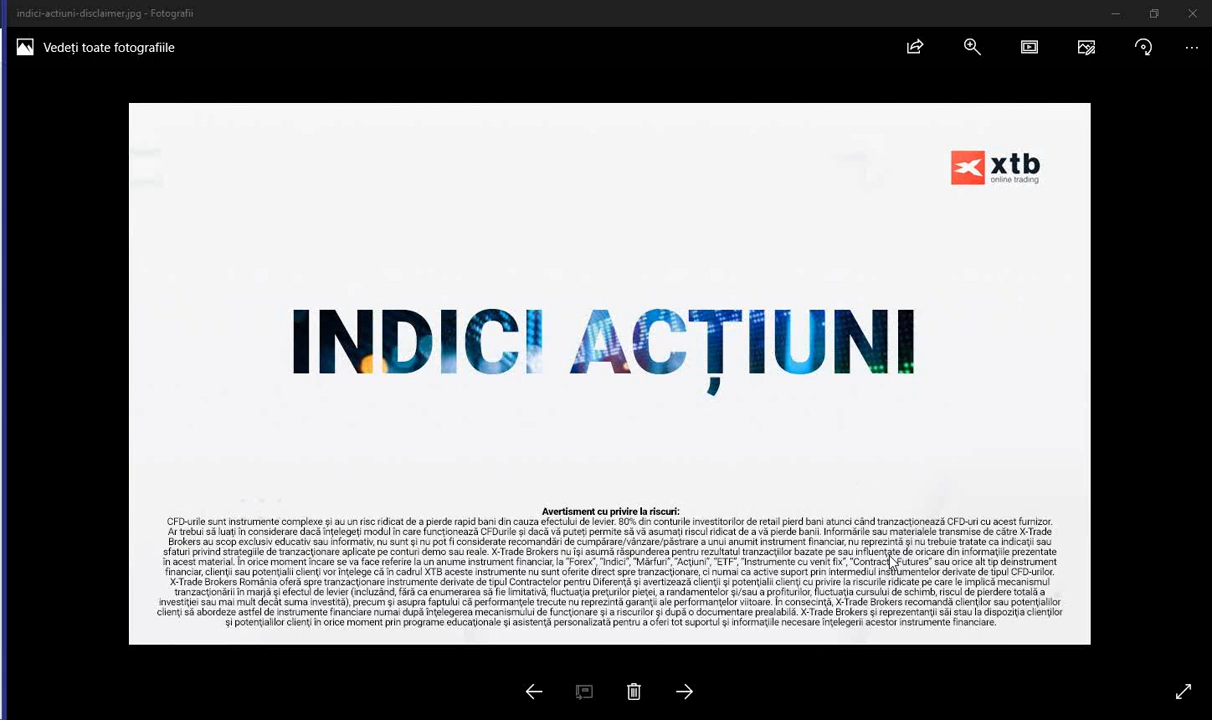 indici-actiuni-disclaimer.jpg - Fotografii
Vedeți toate fotografiile
xtb
online trading
INDICI ACȚIUNI
Avertisment cu privire la riscuri:
CFD-urile sunt instrumente complexe și au un risc ridicat de a pierde rapid bani din cauza efectului de levier. 80% din conturile investitorilor de retail pierd bani atunci când tranzacționează CFD-uri cu acest furnizor.
Ar trebui să luați în considerare dacă înțelegeți modul în care funcționează CFDurile și dacă vă puteți permite să vă asumați riscul ridicat de a vă pierde banii. Informările sau materialele transmise de către X-Trade
Brokers au scop exclusiv educativ sau informativ, nu sunt și nu pot fi considerate recomandări de cumpărare/vânzare/păstrare a unui anumit instrument financiar, nu reprezintă și nu trebuie tratate ca indicații sau
sfaturi privind strategiile de tranzacționare aplicate pe conturi demo sau reale. X-Trade Brokers nu își asumă răspunderea pentru rezultatul tranzacțiilor bazate pe sau influențate de oricare din informațiile prezentate
în acest material. În orice moment incare se va face referire la un anume instrument financiar, la "Forex", "Indici", "Mărfuri", "Acțiuni", "ETF", "Instrumente cu venit fix", "Contracte Futures" sau orice alt tip deinstrument
financiar, clienții sau potențialii clienți vor înțelege că în cadrul XTB aceste instrumente nu sunt oferite direct spre tranzacționare, ci numai ca active suport prin intermediul instrumentelor derivate de tipul CFD-urilor.
X-Trade Brokers România oferă spre tranzacționare instrumente derivate de tipul Contractelor pentru Diferență și avertizează clienții și potențialii clienți cu privire la riscurile ridicate pe care le implică mecanismul
tranzacționării în marjă și efectul de levier (incluzând, fără ca enumerarea să fie limitativă, fluctuația prețurilor pieței, a randamentelor și/sau a profiturilor, fluctuația cursului de schimb, riscul de pierdere totală a
investiției sau mai mult decât suma investită), precum și asupra faptului că performanțele trecute nu reprezintă garanții ale performanțelor viitoare. În consecință, X-Trade Brokers recomandă clienților sau potențialilor
clienți să abordeze astfel de instrumente financiare numai după înțelegerea mecanismului de funcționare și a riscurilor și după o documentare prealabilă. X-Trade Brokers și reprezentanții săi stau la dispoziția clienților
și potențialilor clienți în orice moment prin programe educaționale și asistență personalizată pentru a oferi tot suportul și informațiile necesare înțelegerii acestor instrumente financiare.